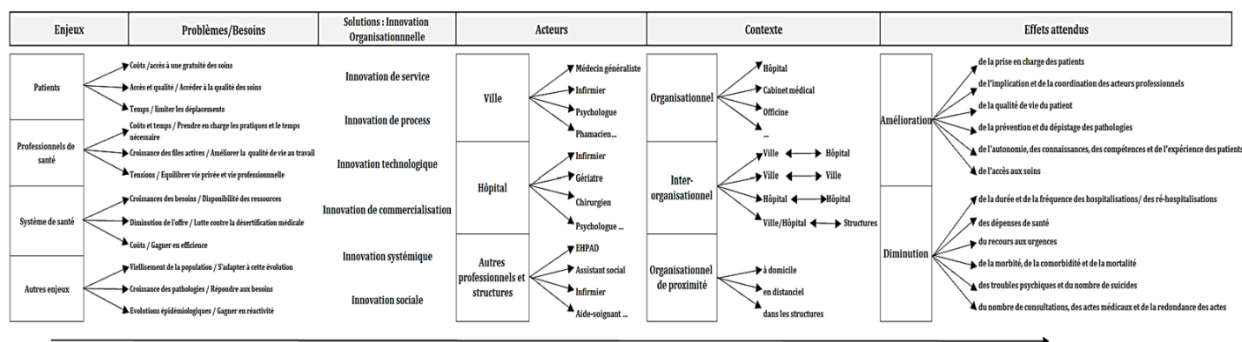 Enjeux
Problèmes/Besoins
Solutions : Innovation
Organisationnnelle
Acteurs
Contexte
Effets attendus
Patients
Coûts /accès à une gratuité des soins
Accès et qualité / Accéder à la qualité des soins
Temps / limiter les déplacements
Professionnels de
santé
Coûts et temps / Prendre en charge les pratiques et le temps
nécessaire
Croissance des files actives / Améliorer la qualité de vie au travail
Tensions / Equilibrer vie privée et vie professionnnelle
Système de santé
Croissances des besoins / Disponibilité des ressources
Diminution de l'offre / Lutte contre la désertification médicale
Coûts / Gagner en efficience
Autres enjeux
Viellisement de la population / S'adapter à cette évolution
Croissance des pathologies / Répondre aux besoins
Evolutions épidémiologiques / Gagner en réactivité
Innovation de service
Innovation de process
Innovation technologique
Innovation de commercialisation
Innovation systémique
Innovation sociale
Ville
Médecin généraliste
Infirmier
Psychologue
Phamacien...
Hôpital
Infirmier
Gériatre
Chirurgien
Psychologue ...
Autres
professionnels et
structures
EHPAD
Assistant social
Infirmier
Aide-soignant ...
Organisationnel
Hôpital
Cabinet médical
Officine
...
Inter-
organisationnel
Ville Hôpital
Ville Ville
Hôpital Hôpital
Ville/Hôpital Structures
Organisationnel
de proximité
à domicile
en distanciel
dans les structures
Amélioration
de la prise en charge des patients
de l'implication et de la coordination des acteurs professionnels
de la qualité de vie du patient
de la prévention et du dépistage des pathologies
de l'autonomie, des connaissances, des compétences et de l'expérience des patients
de l'accès aux soins
Diminution
de la durée et de la fréquence des hospitalisations/ des ré-hospitalisations
des dépenses de santé
du recours aux urgences
de la morbité, de la comorbidité et de la mortalité
des troubles psychiques et du nombre de suicides
du nombre de consultations, des actes médicaux et de la redondance des actes